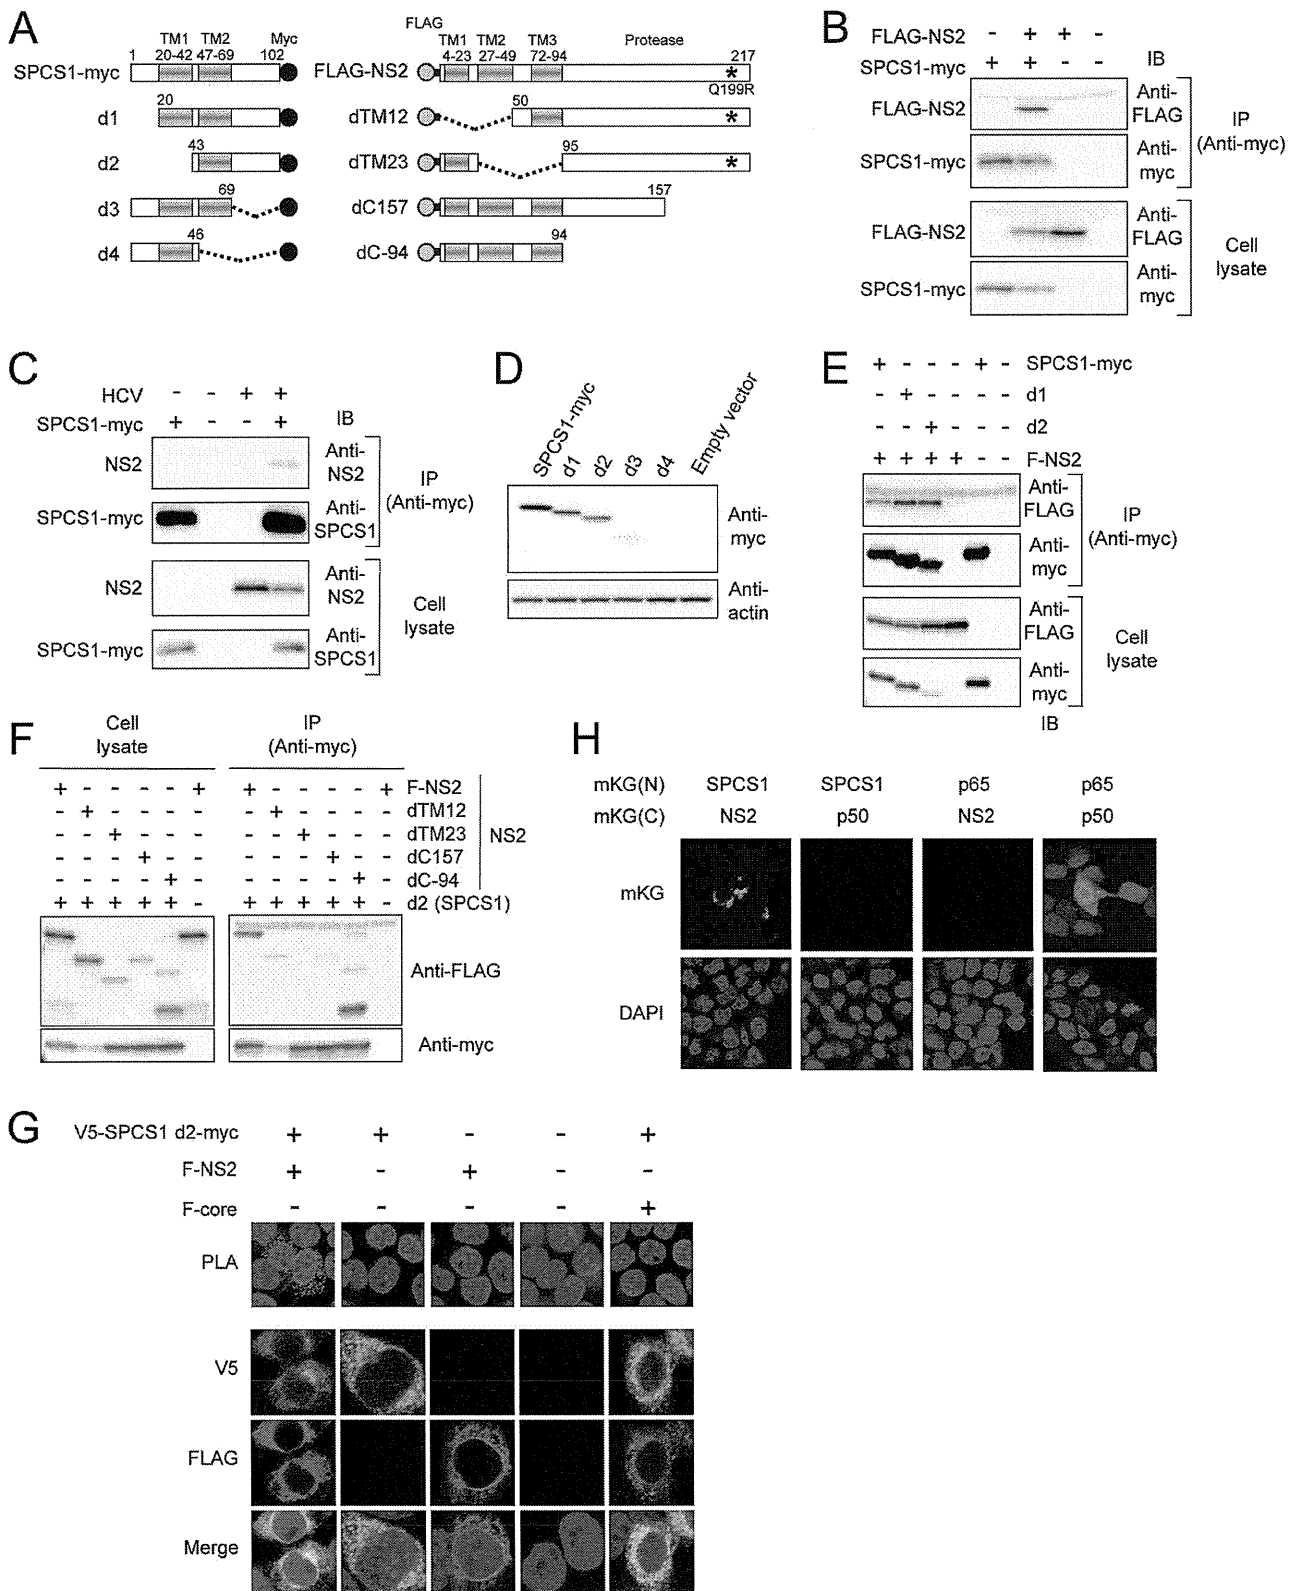 A
FLAG
TM1 TM2 Myc
1 20-42 47-69 102
SPCS1-myc
20
d1
43
d2
69
d3
46
d4
TM1 TM2 TM3 Protease
4-23 27-49 72-94 217
FLAG-NS2 *
Q199R
50
dTM12 *
95
dTM23 *
157
dC157
94
dC-94
B
FLAG-NS2 - + + -
SPCS1-myc + + - - IB
FLAG-NS2 Anti-FLAG
SPCS1-myc Anti-myc
IP (Anti-myc)
FLAG-NS2 Anti-FLAG
SPCS1-myc Anti-myc
Cell lysate
C
HCV - - + +
SPCS1-myc + - - + IB
NS2 Anti-NS2
SPCS1-myc Anti-SPCS1
IP (Anti-myc)
NS2 Anti-NS2
SPCS1-myc Anti-SPCS1
Cell lysate
D
SPCS1-myc d1 d2 d3 d4 Empty vector
Anti-myc
Anti-actin
E
+ - - - + - SPCS1-myc
- + - - - - d1
- - + - - - d2
+ + + + - - F-NS2
Anti-FLAG
Anti-myc
IP (Anti-myc)
Anti-FLAG
Anti-myc
Cell lysate
IB
F
Cell lysate
IP (Anti-myc)
+ - - - - + + - - - - + F-NS2
- + - - - - - + - - - - dTM12
- - + - - - - - + - - - dTM23
- - - + - - - - - + - - dC157
- - - - + - - - - - + - dC-94
NS2
+ + + + + - + + + + + - d2 (SPCS1)
Anti-FLAG
Anti-myc
H
mKG(N) SPCS1 SPCS1 p65 p65
mKG(C) NS2 p50 NS2 p50
mKG
DAPI
G
V5-SPCS1 d2-myc + + - - +
F-NS2 + - + - -
F-core - - - - +
PLA
V5
FLAG
Merge